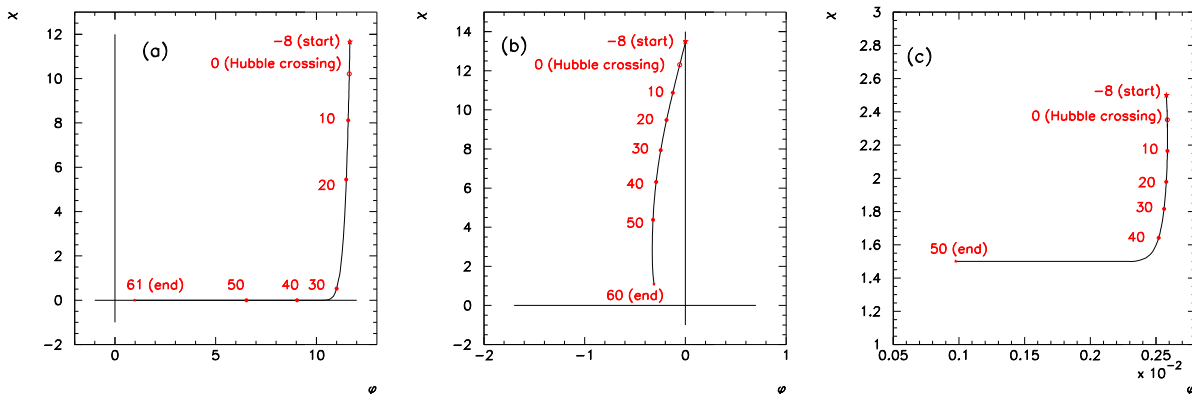 χ
(a)
12
10
8
6
4
2
0
−2
0
5
10
φ
−8 (start)
0 (Hubble crossing)
10
20
30
40
50
61 (end)
χ
(b)
14
12
10
8
6
4
2
0
−2
−2
−1
0
1
φ
−8 (start)
0 (Hubble crossing)
10
20
30
40
50
60 (end)
χ
(c)
3
2.8
2.6
2.4
2.2
2
1.8
1.6
1.4
1.2
1
0.05
0.1
0.15
0.2
0.25
x 10⁻²
φ
−8 (start)
0 (Hubble crossing)
10
20
30
40
50 (end)